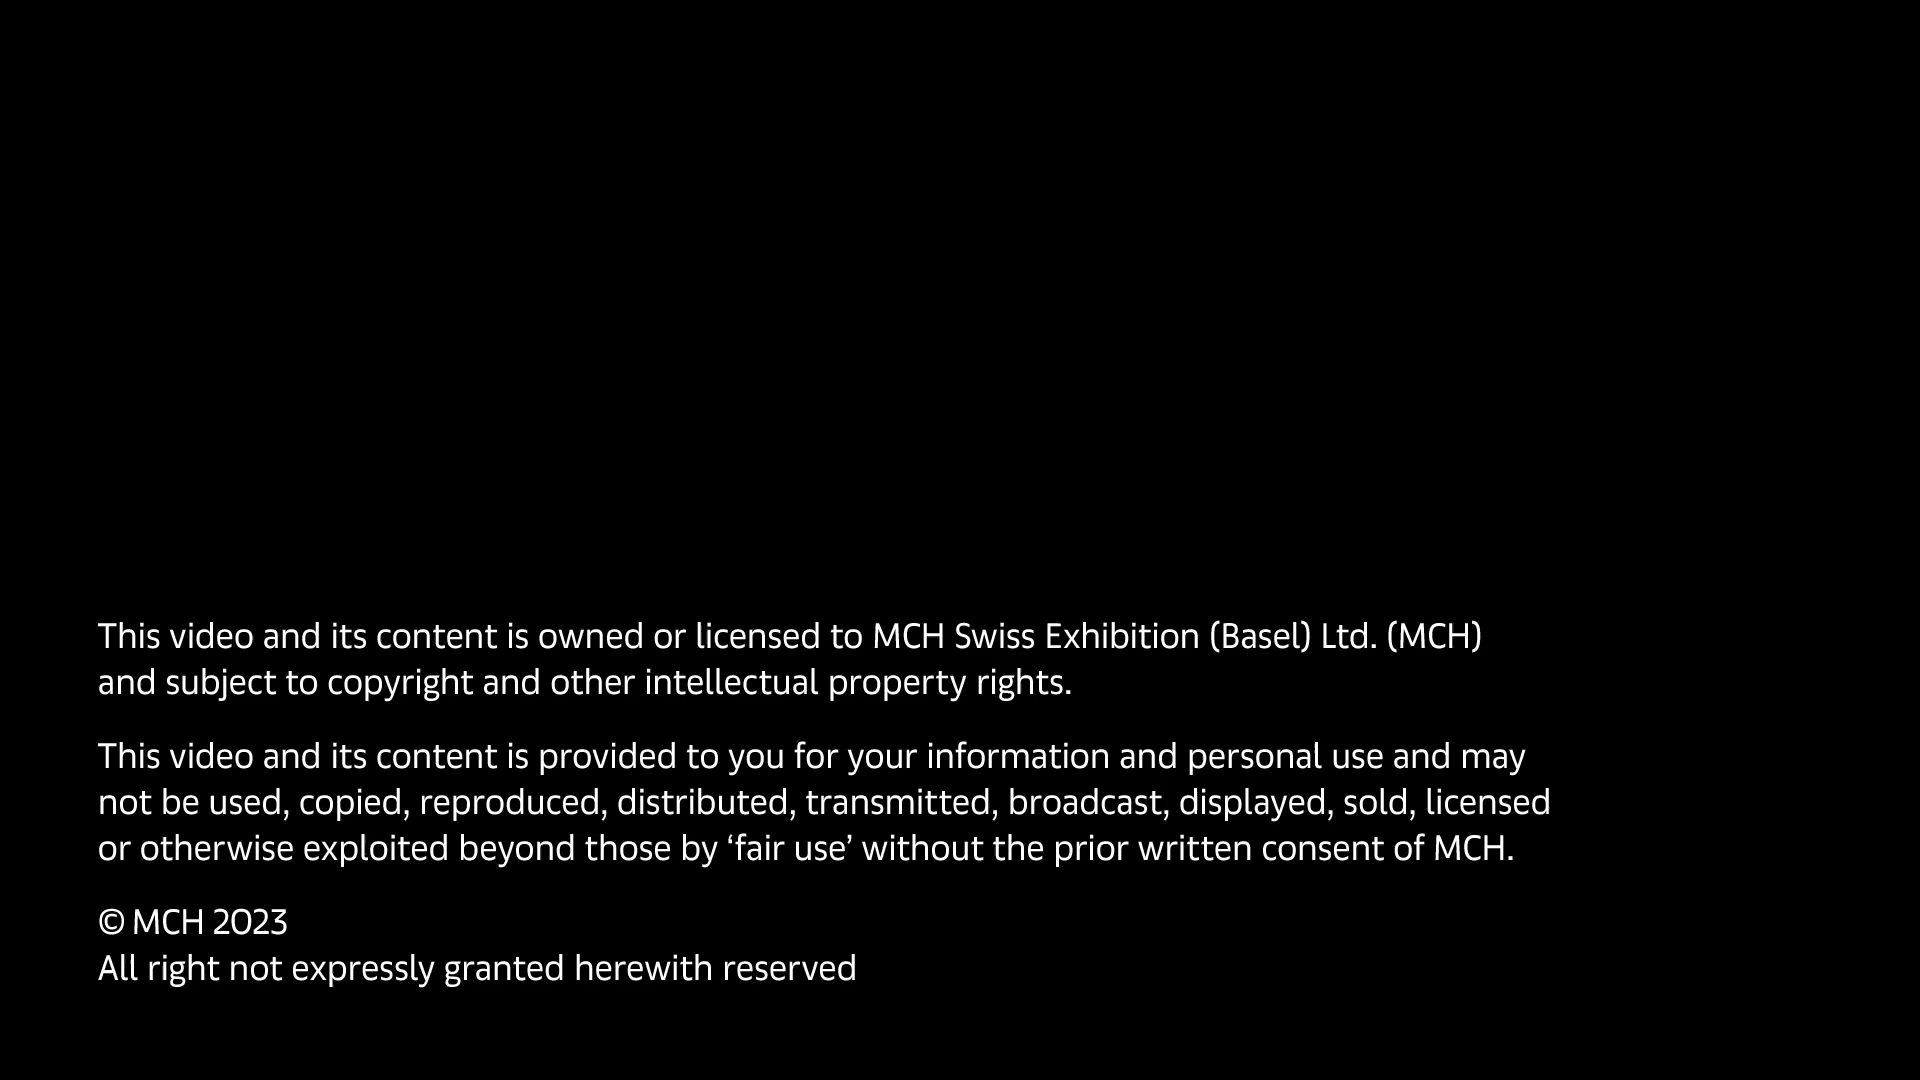 This video and its content is owned or licensed to MCH Swiss Exhibition (Basel) Ltd. (MCH)
and subject to copyright and other intellectual property rights.
This video and its content is provided to you for your information and personal use and may
not be used, copied, reproduced, distributed, transmitted, broadcast, displayed, sold, licensed
or otherwise exploited beyond those by ‘fair use’ without the prior written consent of MCH.
© MCH 2023
All right not expressly granted herewith reserved